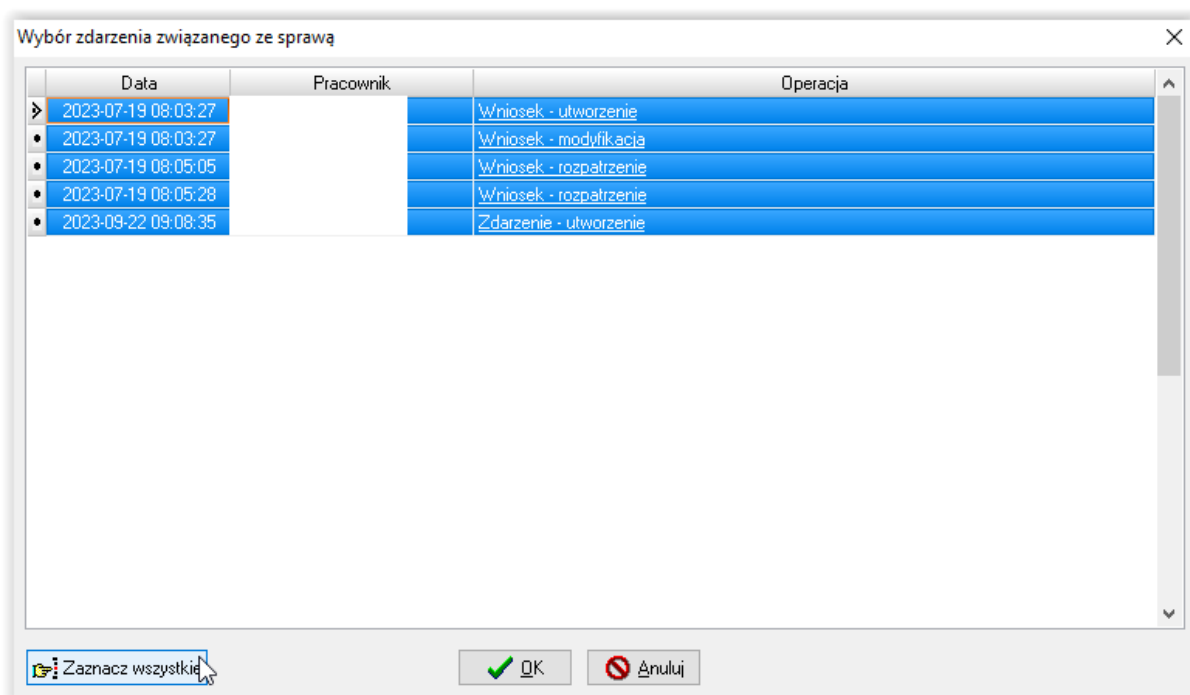 Wybór zdarzenia związanego ze sprawą
Data Pracownik Operacja
2023-07-19 08:03:27 Wniosek - utworzenie
2023-07-19 08:03:27 Wniosek - modyfikacja
2023-07-19 08:05:05 Wniosek - rozpatrzenie
2023-07-19 08:05:28 Wniosek - rozpatrzenie
2023-09-22 09:08:35 Zdarzenie - utworzenie
Zaznacz wszystkie OK Anuluj